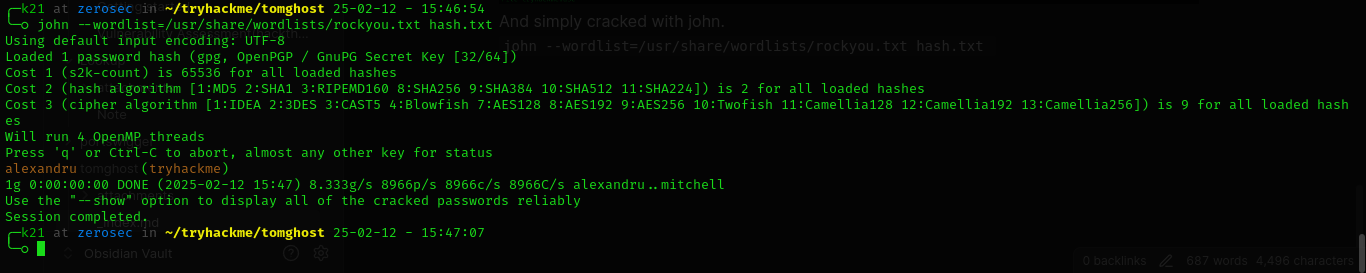 ╭─k21 at zerosec in ~/tryhackme/tomghost 25-02-12 - 15:46:54
╰─○ john --wordlist=/usr/share/wordlists/rockyou.txt hash.txt
And simply cracked with john.
john --wordlist=/usr/share/wordlists/rockyou.txt hash.txt
Using default input encoding: UTF-8
Loaded 1 password hash (gpg, OpenPGP / GnuPG Secret Key [32/64])
Cost 1 (s2k-count) is 65536 for all loaded hashes
Cost 2 (hash algorithm [1:MD5 2:SHA1 3:RIPEMD160 8:SHA256 9:SHA384 10:SHA512 11:SHA224]) is 2 for all loaded hashes
Cost 3 (cipher algorithm [1:IDEA 2:3DES 3:CAST5 4:Blowfish 7:AES128 8:AES192 9:AES256 10:Twofish 11:Camellia128 12:Camellia192 13:Camellia256]) is 9 for all loaded hash
es
Note
Will run 4 OpenMP threads
Press 'q' or Ctrl-C to abort, almost any other key for status
alexandru        (tryhackme)
tomghost
1g 0:00:00:00 DONE (2025-02-12 15:47) 8.333g/s 8966p/s 8966c/s 8966C/s alexandru..mitchell
Use the "--show" option to display all of the cracked passwords reliably
Session completed.
╭─k21 at zerosec in ~/tryhackme/tomghost 25-02-12 - 15:47:07
╰─○
Obsidian Vault
0 backlinks 687 words 4,496 characters